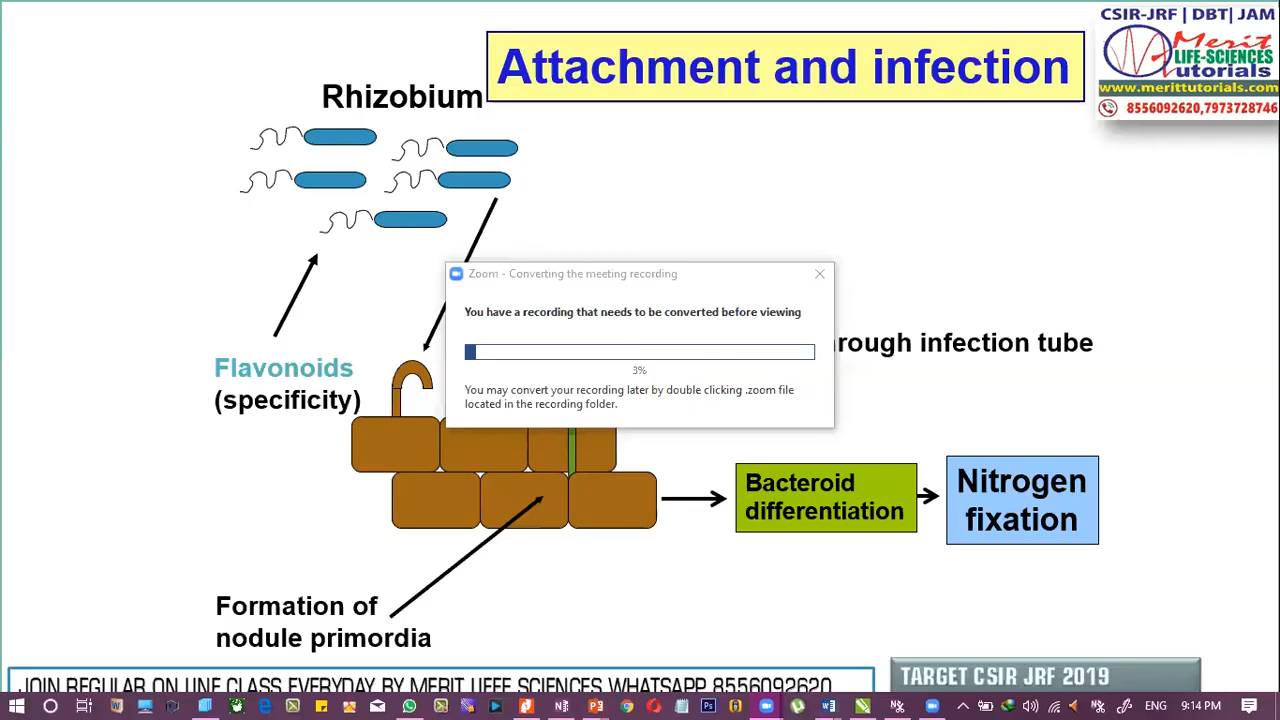 CSIR-JRF | DBT| JAM
Merit
LIFE-SCIENCES
utorials
www.merittutorials.com
8556092620,7973728746
Attachment and infection
Rhizobium
Zoom - Converting the meeting recording
You have a recording that needs to be converted before viewing
3%
You may convert your recording later by double clicking .zoom file
located in the recording folder.
rough infection tube
Flavonoids
(specificity)
Bacteroid
differentiation
Nitrogen
fixation
Formation of
nodule primordia
JOIN REGULAR ON LINE CLASS EVERYDAY BY MERIT LIFE SCIENCES WHATSAPP 8556092620
TARGET CSIR JRF 2019
ENG
9:14 PM